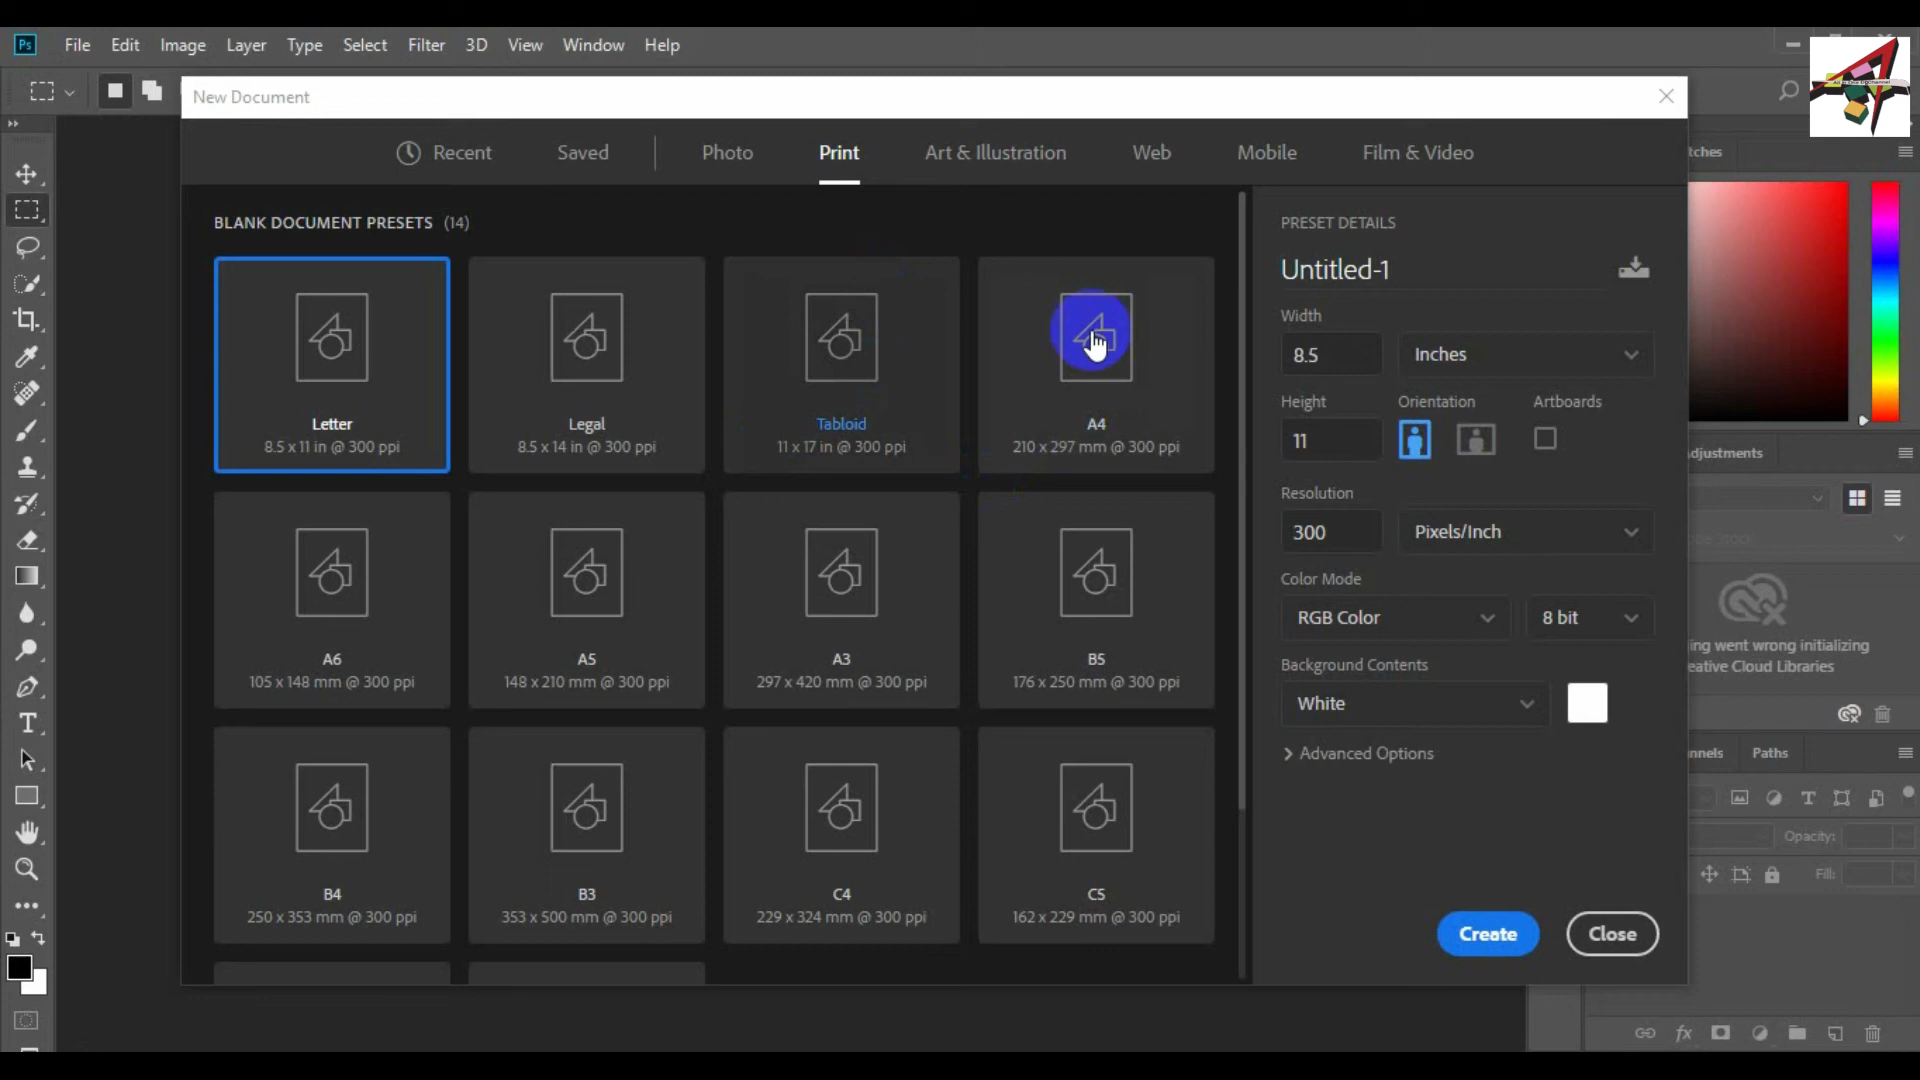 Ps File Edit Image Layer Type Select Filter 3D View Window Help
New Document
Recent Saved Photo Print Art & Illustration Web Mobile Film & Video
tches
BLANK DOCUMENT PRESETS (14)
Letter
8.5 x 11 in @ 300 ppi
Legal
8.5 x 14 in @ 300 ppi
Tabloid
11 x 17 in @ 300 ppi
A4
210 x 297 mm @ 300 ppi
A6
105 x 148 mm @ 300 ppi
A5
148 x 210 mm @ 300 ppi
A3
297 x 420 mm @ 300 ppi
B5
176 x 250 mm @ 300 ppi
B4
250 x 353 mm @ 300 ppi
B3
353 x 500 mm @ 300 ppi
C4
229 x 324 mm @ 300 ppi
C5
162 x 229 mm @ 300 ppi
PRESET DETAILS
Untitled-1
Width
8.5 Inches
Height Orientation Artboards
11
Resolution
300 Pixels/Inch
Color Mode
RGB Color 8 bit
Background Contents
White
Advanced Options
Create Close
djustments
ing went wrong initializing
eative Cloud Libraries
nnels Paths
Opacity:
Fill:
T
fx